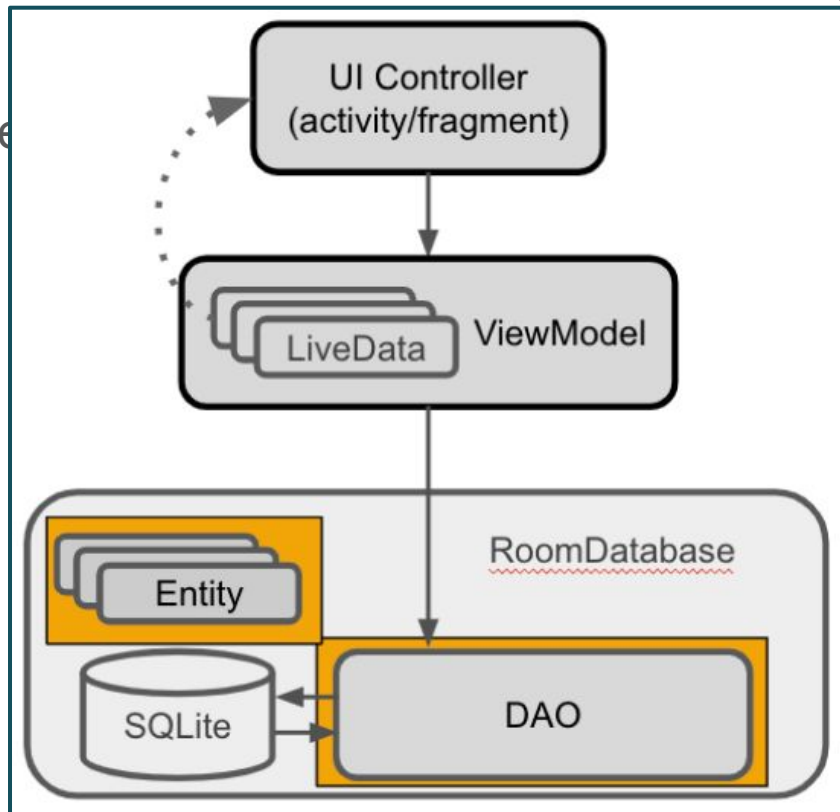 UI Controller
(activity/fragment)
LiveData
ViewModel
RoomDatabase
Entity
SQLite
DAO